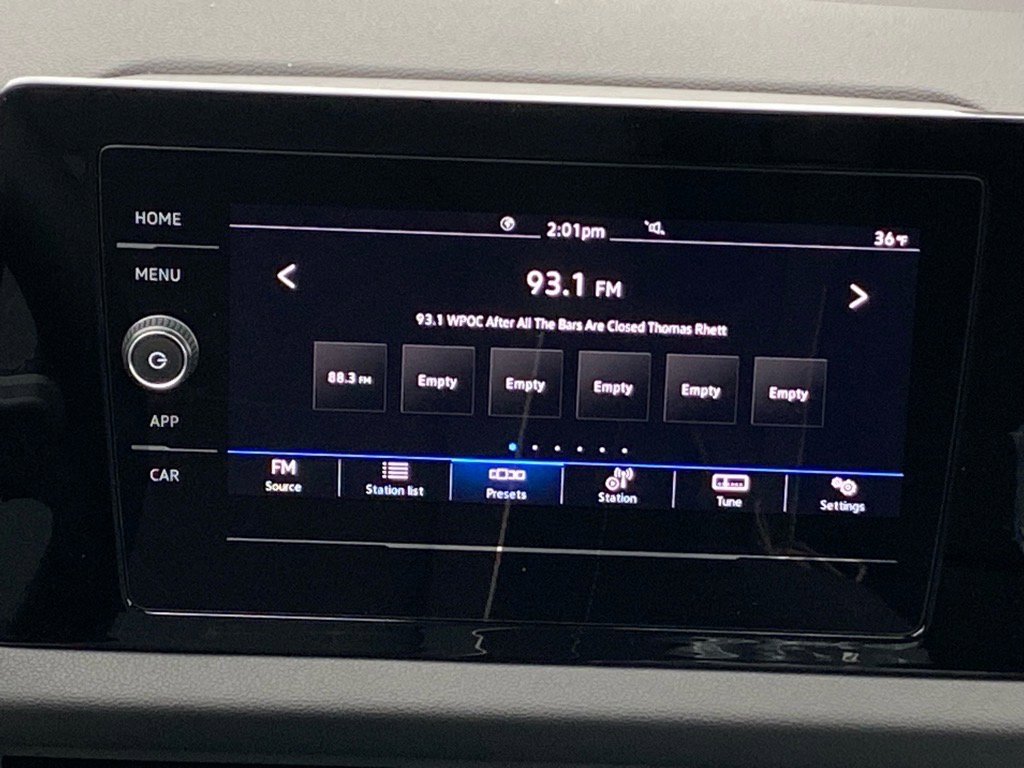 HOME
MENU
APP
CAR
2:01pm
36°F
93.1 FM
93.1 WPOC After All The Bars Are Closed Thomas Rhett
88.3 FM
Empty
Empty
Empty
Empty
Empty
FM
Source
Station list
Presets
Station
Tune
Settings